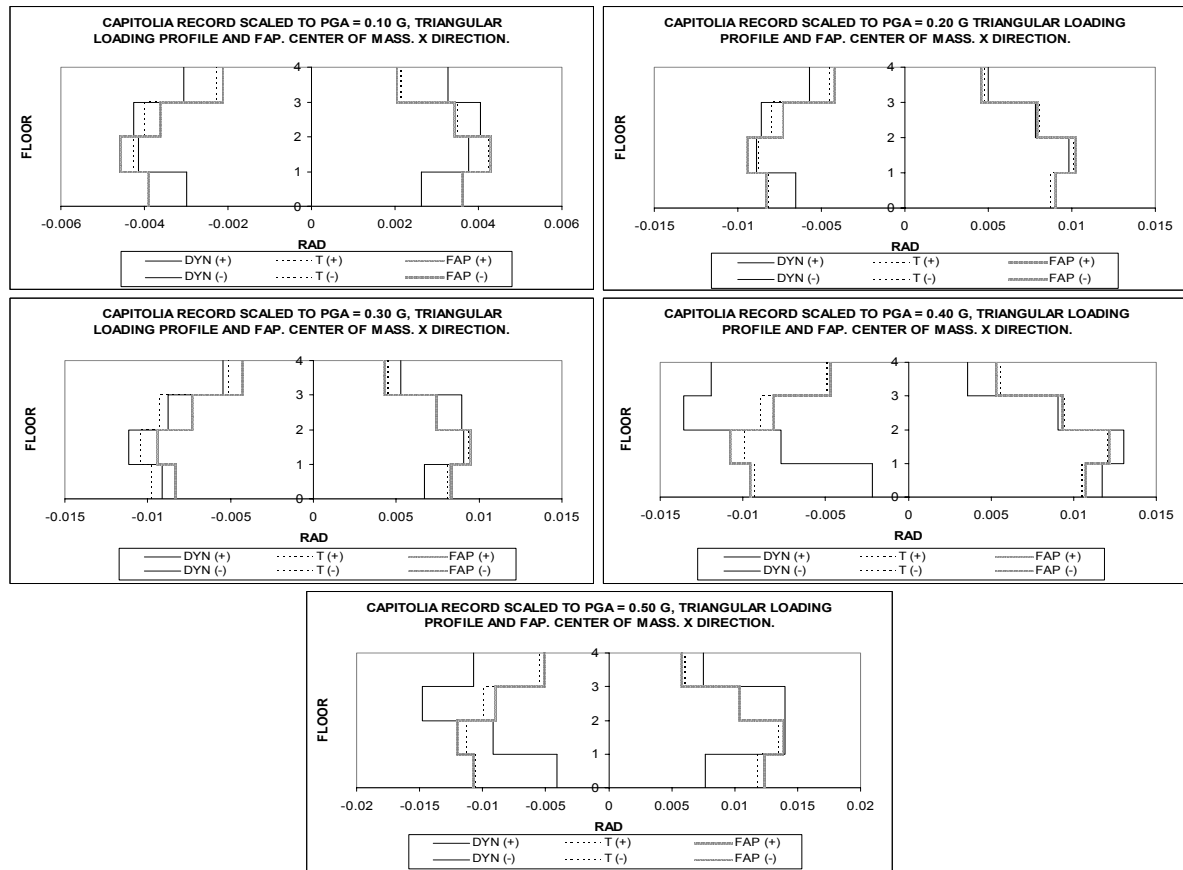 CAPITOLIA RECORD SCALED TO PGA = 0.10 G, TRIANGULAR
LOADING PROFILE AND FAP. CENTER OF MASS. X DIRECTION.
FLOOR
4
3
2
1
0
-0.006 -0.004 -0.002 0 0.002 0.004 0.006
RAD
DYN (+) T (+) FAP (+)
DYN (-) T (-) FAP (-)
CAPITOLIA RECORD SCALED TO PGA = 0.20 G TRIANGULAR LOADING
PROFILE AND FAP. CENTER OF MASS. X DIRECTION.
FLOOR
4
3
2
1
0
-0.015 -0.01 -0.005 0 0.005 0.01 0.015
RAD
DYN (+) T (+) FAP (+)
DYN (-) T (-) FAP (-)
CAPITOLIA RECORD SCALED TO PGA = 0.30 G, TRIANGULAR
LOADING PROFILE AND FAP. CENTER OF MASS. X DIRECTION.
FLOOR
4
3
2
1
0
-0.015 -0.01 -0.005 0 0.005 0.01 0.015
RAD
DYN (+) T (+) FAP (+)
DYN (-) T (-) FAP (-)
CAPITOLIA RECORD SCALED TO PGA = 0.40 G, TRIANGULAR LOADING
PROFILE AND FAP. CENTER OF MASS. X DIRECTION.
FLOOR
4
3
2
1
0
-0.015 -0.01 -0.005 0 0.005 0.01 0.015
RAD
DYN (+) T (+) FAP (+)
DYN (-) T (-) FAP (-)
CAPITOLIA RECORD SCALED TO PGA = 0.50 G, TRIANGULAR LOADING
PROFILE AND FAP. CENTER OF MASS. X DIRECTION.
FLOOR
4
3
2
1
0
-0.02 -0.015 -0.01 -0.005 0 0.005 0.01 0.015 0.02
RAD
DYN (+) T (+) FAP (+)
DYN (-) T (-) FAP (-)